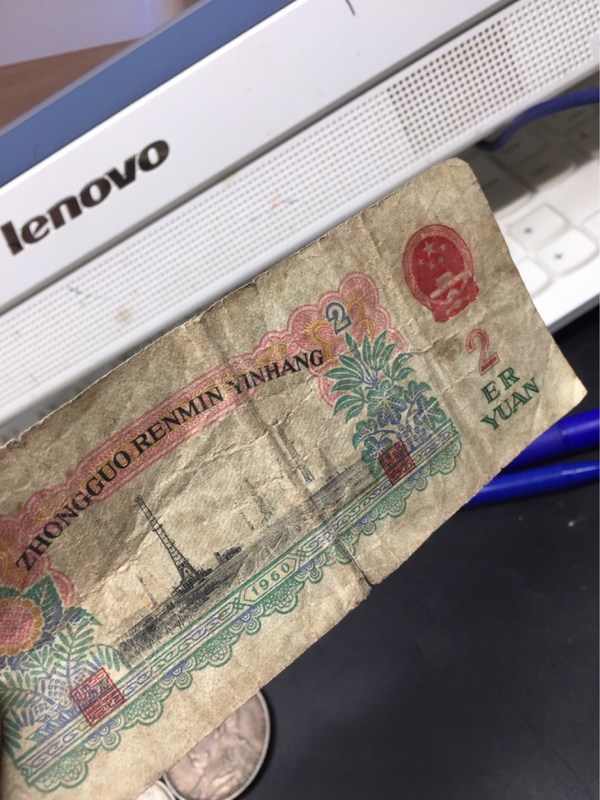 lenovo
ZHONGGUO RENMIN YINHANG
2
2
ER
YUAN
1960